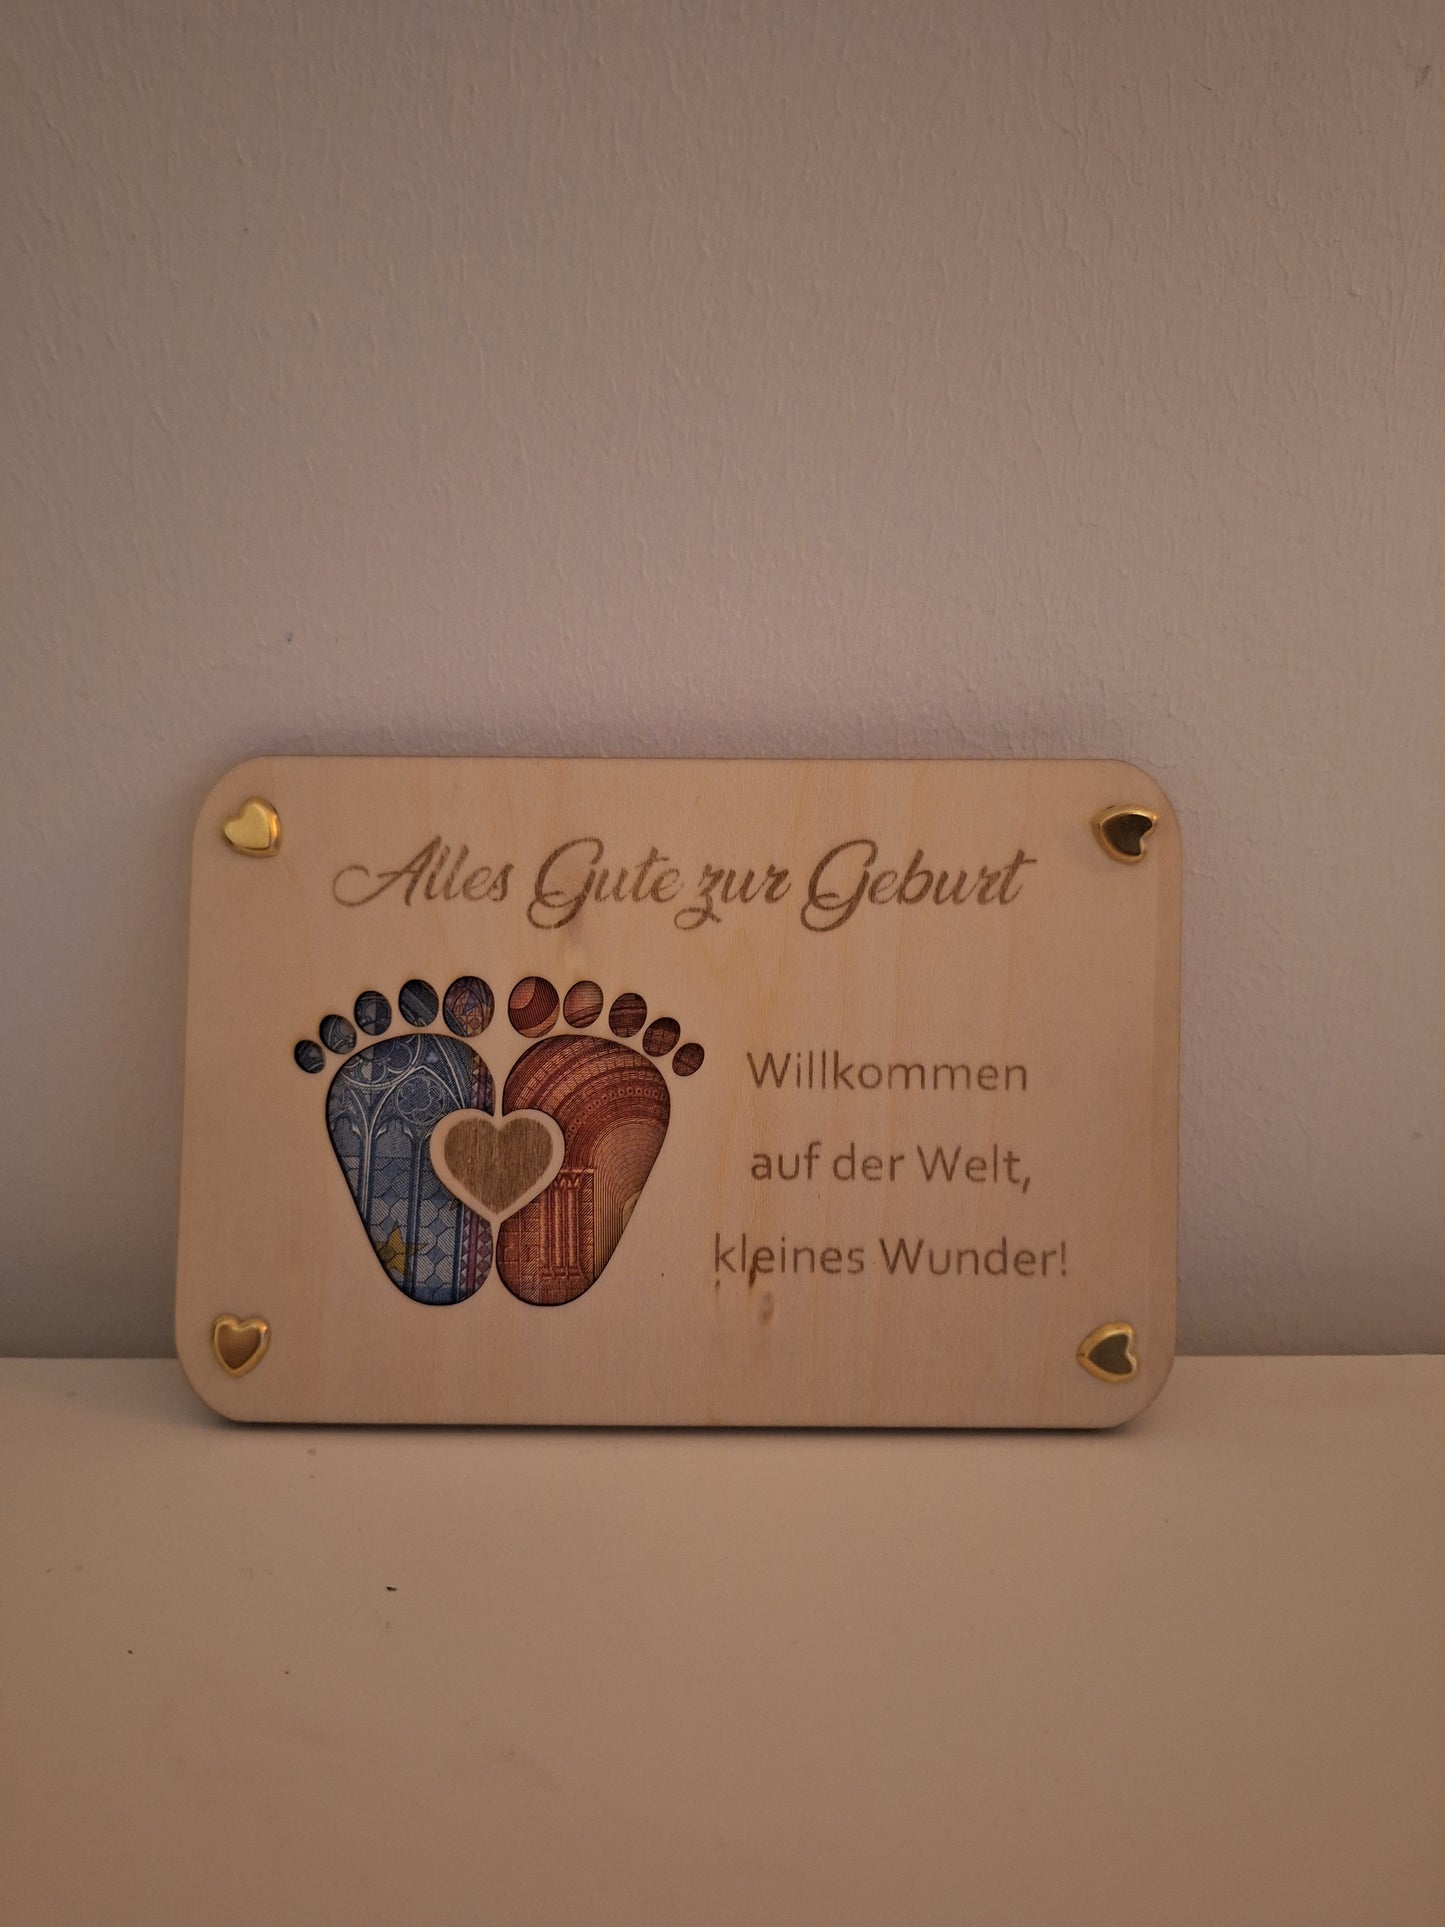 Alles Gute zur Geburt
Willkommen
auf der Welt,
kleines Wunder!